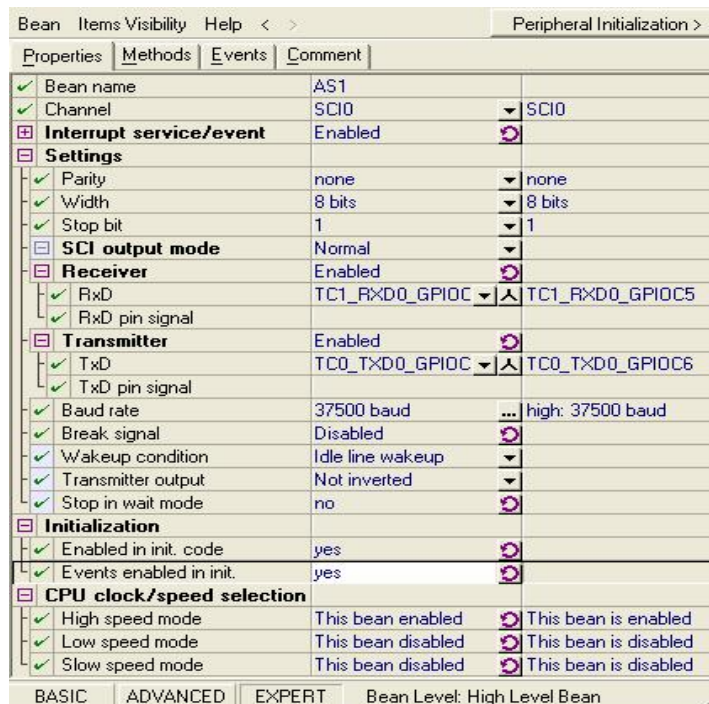 Bean Items Visibility Help < > Peripheral Initialization >
Properties Methods Events Comment
Bean name AS1
Channel SCI0 SCI0
Interrupt service/event Enabled
Settings
Parity none none
Width 8 bits 8 bits
Stop bit 1 1
SCI output mode Normal
Receiver Enabled
RxD TC1_RXD0_GPIOC TC1_RXD0_GPIOC5
RxD pin signal
Transmitter Enabled
TxD TC0_TXD0_GPIOC TC0_TXD0_GPIOC6
TxD pin signal
Baud rate 37500 baud ... high: 37500 baud
Break signal Disabled
Wakeup condition Idle line wakeup
Transmitter output Not inverted
Stop in wait mode no
Initialization
Enabled in init. code yes
Events enabled in init. yes
CPU clock/speed selection
High speed mode This bean enabled This bean is enabled
Low speed mode This bean disabled This bean is disabled
Slow speed mode This bean disabled This bean is disabled
BASIC ADVANCED EXPERT Bean Level: High Level Bean